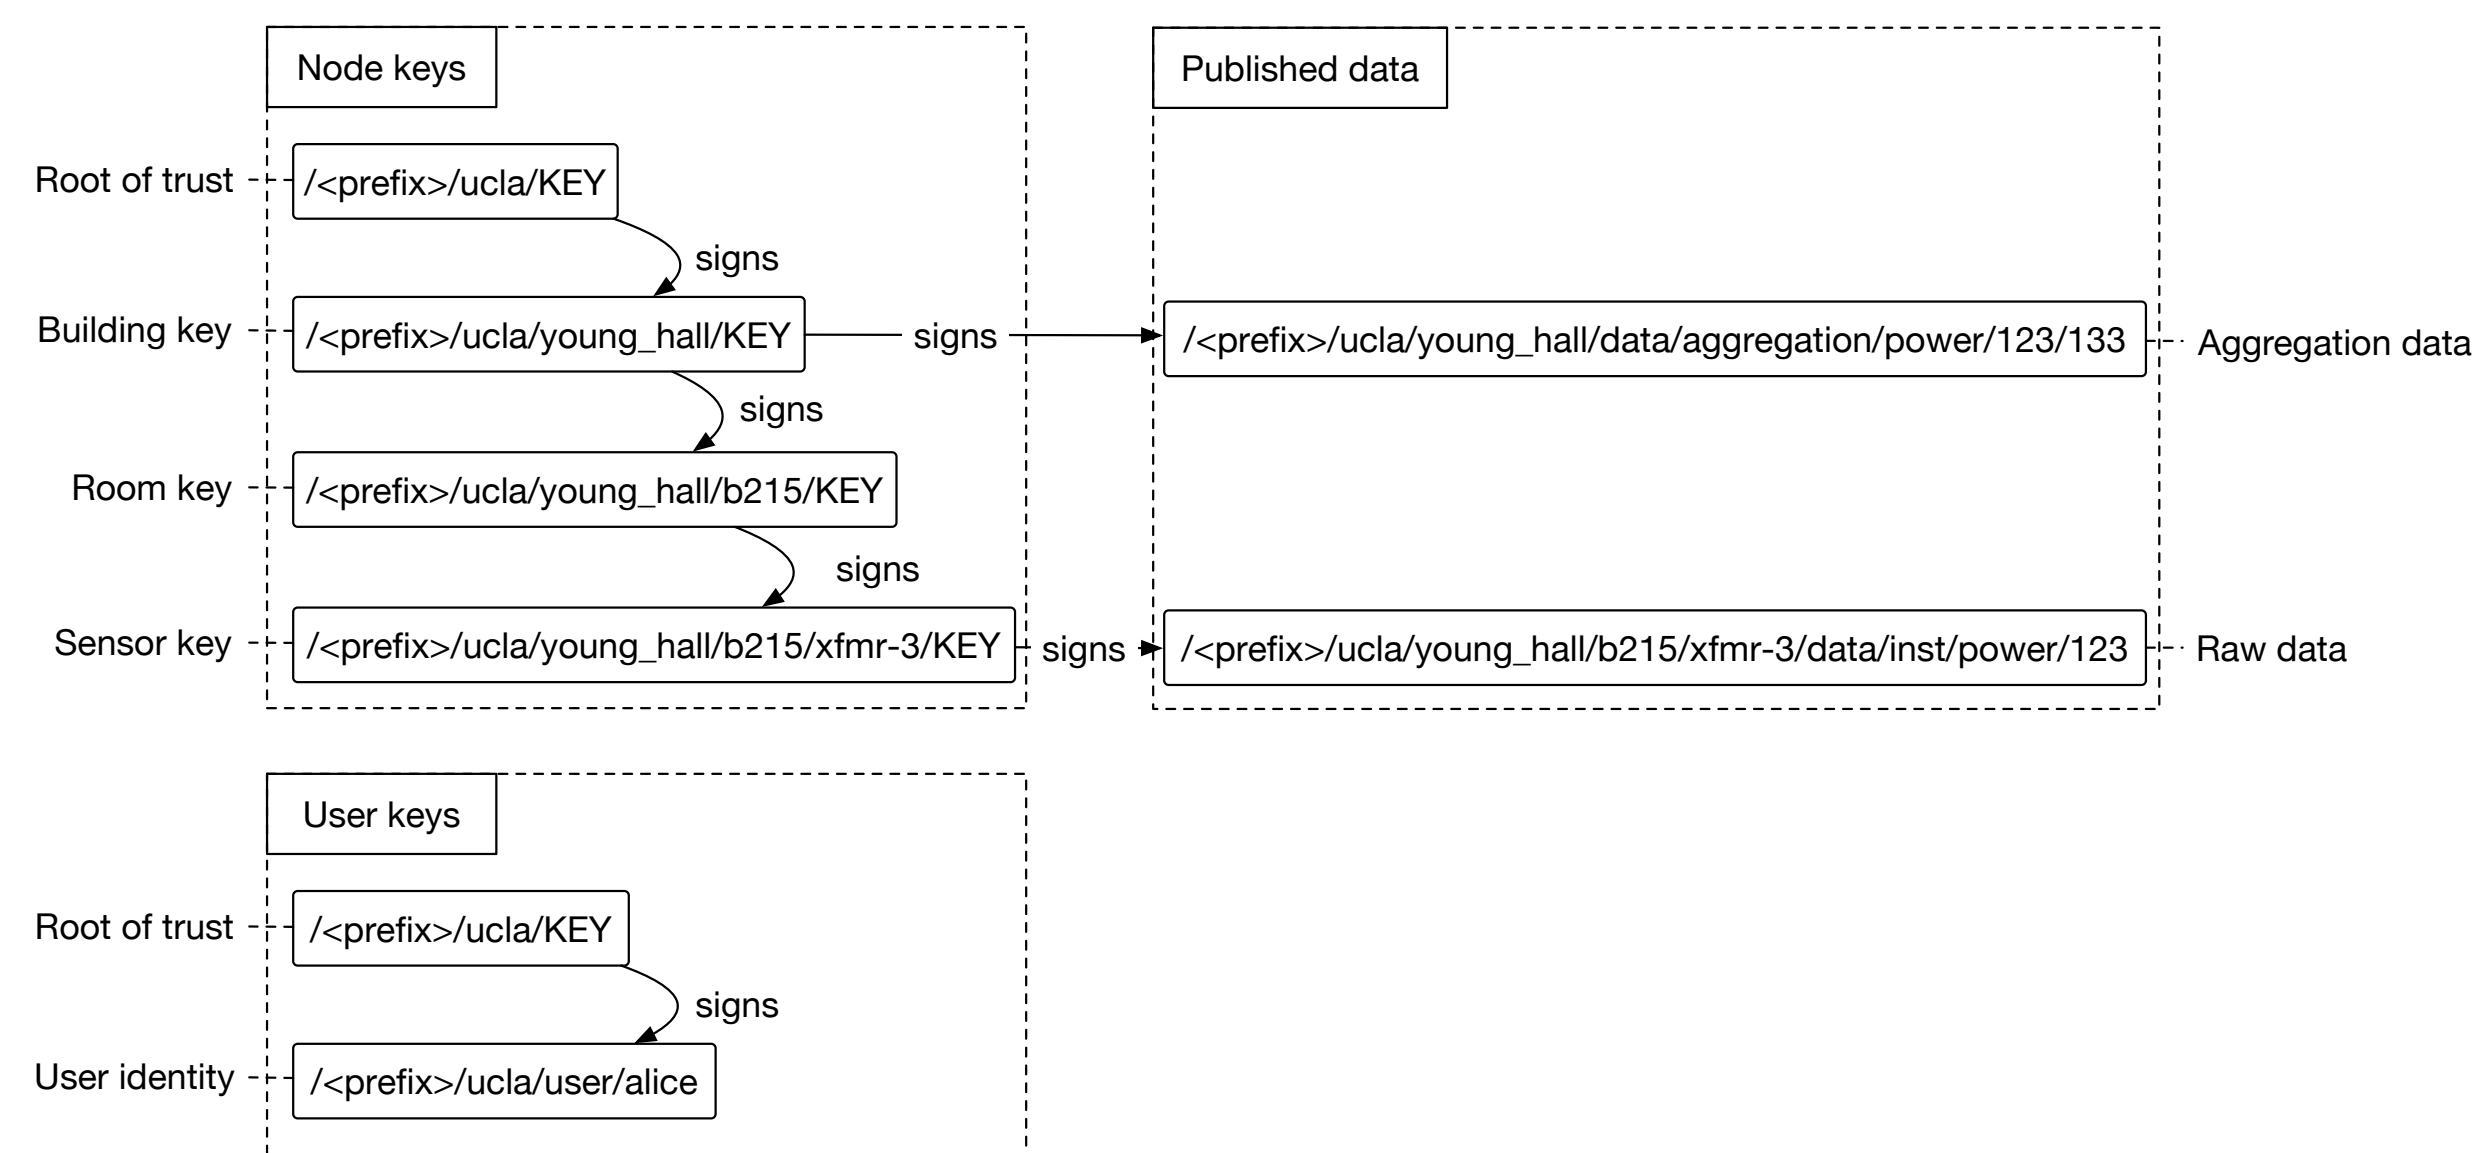 Node keys
Published data
Root of trust
/<prefix>/ucla/KEY
signs
Building key
/<prefix>/ucla/young_hall/KEY
signs
/<prefix>/ucla/young_hall/data/aggregation/power/123/133
Aggregation data
signs
Room key
/<prefix>/ucla/young_hall/b215/KEY
signs
Sensor key
/<prefix>/ucla/young_hall/b215/xfmr-3/KEY
signs
/<prefix>/ucla/young_hall/b215/xfmr-3/data/inst/power/123
Raw data
User keys
Root of trust
/<prefix>/ucla/KEY
signs
User identity
/<prefix>/ucla/user/alice